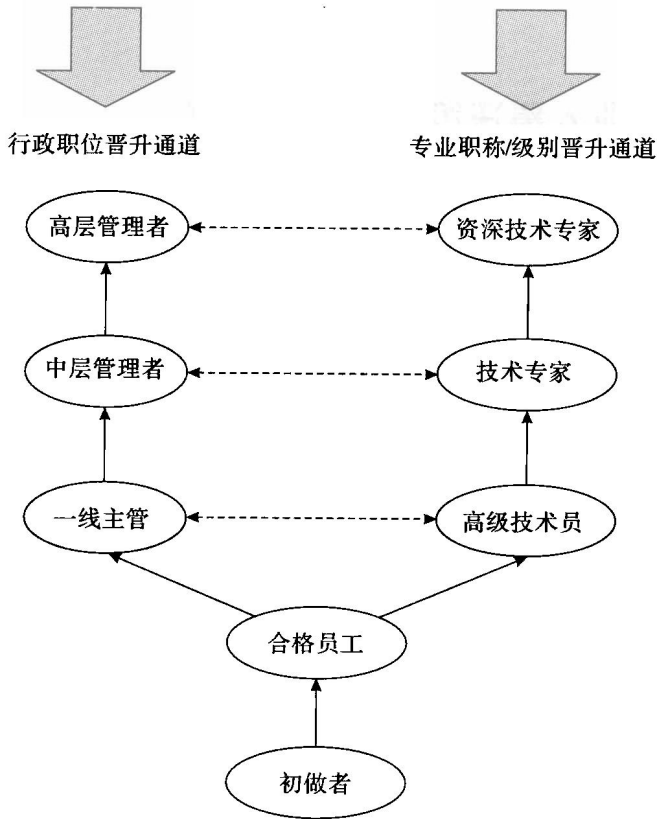 行政职位晋升通道
专业职称/级别晋升通道
高层管理者
资深技术专家
中层管理者
技术专家
一线主管
高级技术员
合格员工
初做者